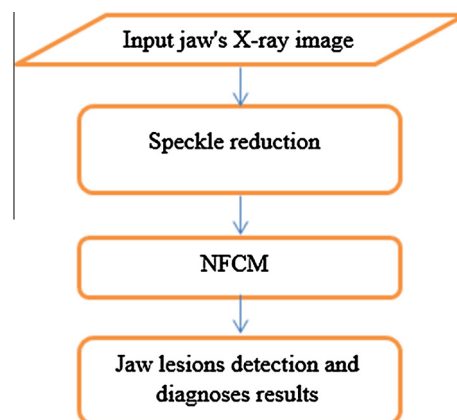 Input jaw's X-ray image
Speckle reduction
NFCM
Jaw lesions detection and
diagnoses results